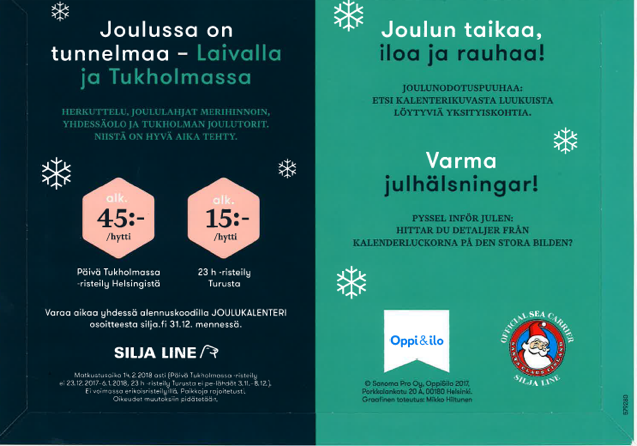 Joulussa on
tunnelmaa – Laivalla
ja Tukholmassa
HERKUTTELU, JOULULAHJAT MERIHINNOIN,
YHDESSÄOLO JA TUKHOLMAN JOULUTORIT.
NIISTÄ ON HYVÄ AIKA TEHTY.
alk.
45:-
/hytti
alk.
15:-
/hytti
Päivä Tukholmassa
-risteily Helsingistä
23 h -risteily
Turusta
Varaa aikaa yhdessä alennuskoodilla JOULUKALENTERI
osoitteesta silja.fi 31.12. mennessä.
SILJA LINE
Matkustusaika 14.2.2018 asti (Päivä Tukholmassa -risteily
ei 23.12.2017-6.1.2018, 23 h -risteily Turusta ei pe-lähdöt 3.11.- 8.12.).
Ei voimassa erikoisristeilyillä. Paikkoja rajoitetusti.
Oikeudet muutoksiin pidätetään.
Joulun taikaa,
iloa ja rauhaa!
JOULUNODOTUSPUUHAA:
ETSI KALENTERIKUVASTA LUUKUISTA
LÖYTYVIÄ YKSITYISKOHTIA.
Varma
julhälsningar!
PYSSEL INFÖR JULEN:
HITTAR DU DETALJER FRÅN
KALENDERLUCKORNA PÅ DEN STORA BILDEN?
Oppi&ilo
© Sanoma Pro Oy, Oppi&ilo 2017,
Porkkalankatu 20 A, 00180 Helsinki.
Graafinen toteutus: Mikko Hiltunen
OFFICIAL SEA CARRIER
SILJA LINE